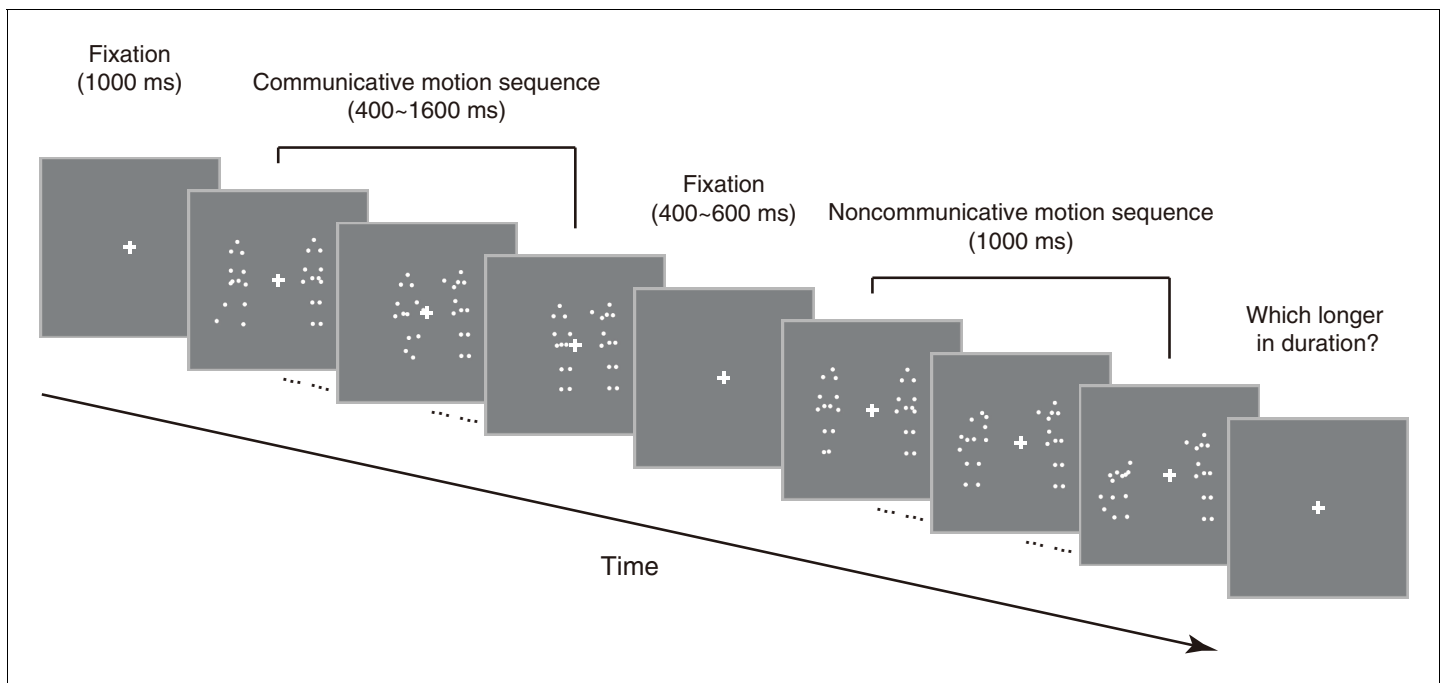 Fixation
(1000 ms)
Communicative motion sequence
(400~1600 ms)
Fixation
(400~600 ms)
Noncommunicative motion sequence
(1000 ms)
Which longer
in duration?
Time